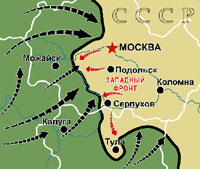 СССР
МОСКВА
Можайск
Подольск
Коломна
ЗАПАДНЫЙ
ФРОНТ
Серпухов
Калуга
Тула